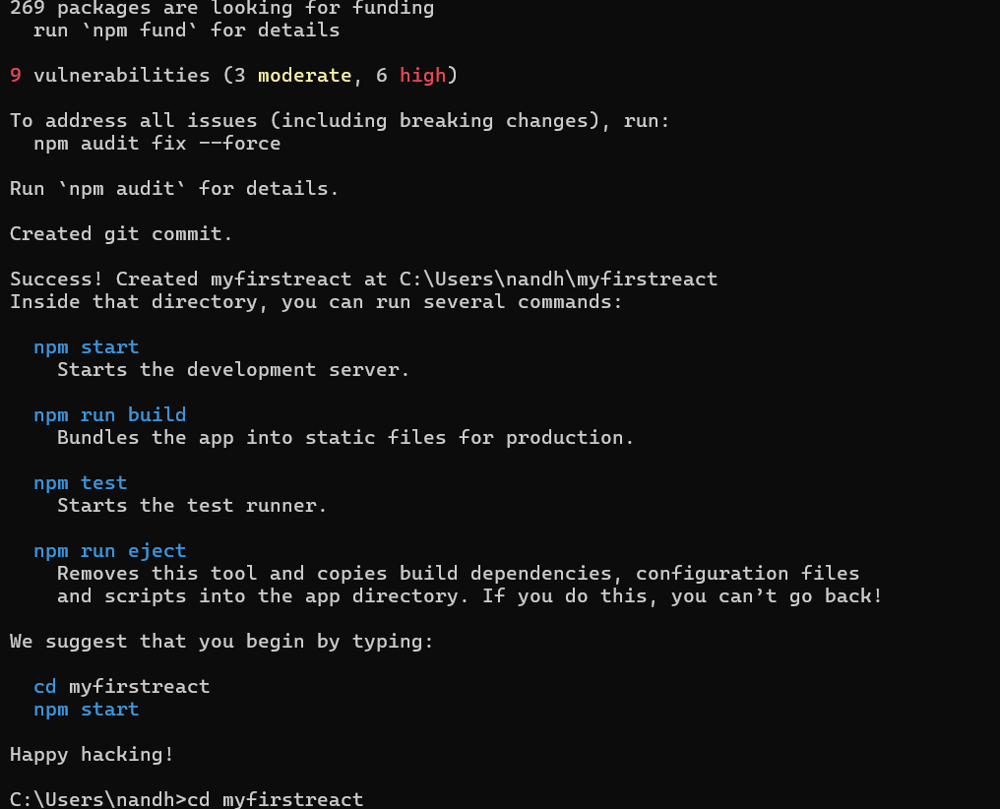 269 packages are looking for funding
  run `npm fund` for details

9 vulnerabilities (3 moderate, 6 high)

To address all issues (including breaking changes), run:
  npm audit fix --force

Run `npm audit` for details.

Created git commit.

Success! Created myfirstreact at C:\Users\nandh\myfirstreact
Inside that directory, you can run several commands:

  npm start
    Starts the development server.

  npm run build
    Bundles the app into static files for production.

  npm test
    Starts the test runner.

  npm run eject
    Removes this tool and copies build dependencies, configuration files
    and scripts into the app directory. If you do this, you can’t go back!

We suggest that you begin by typing:

  cd myfirstreact
  npm start

Happy hacking!

C:\Users\nandh>cd myfirstreact